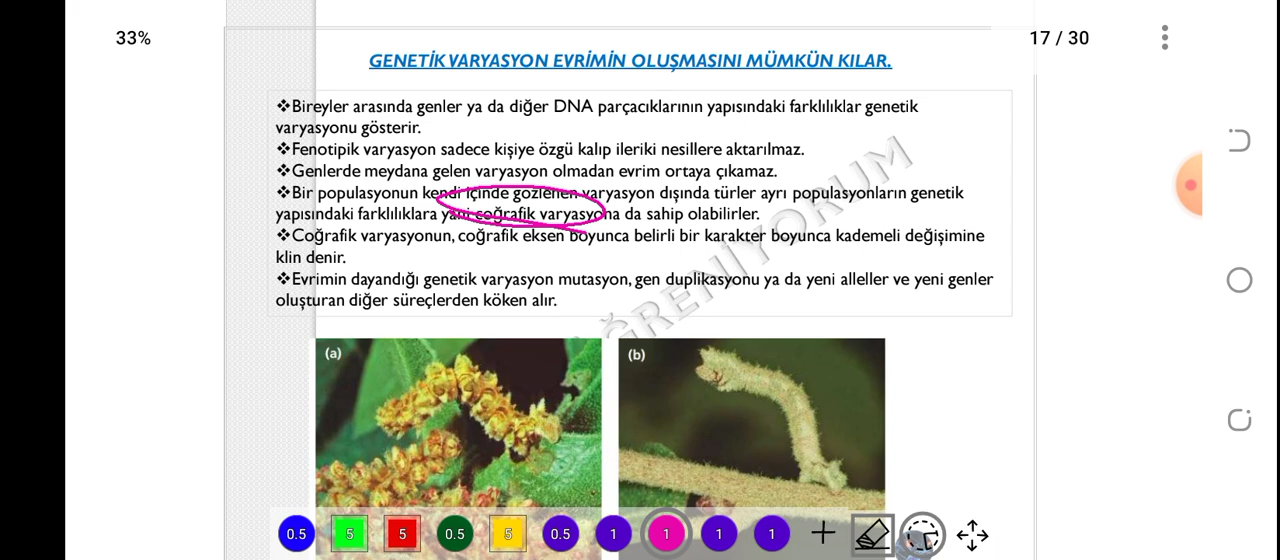 33%
17 / 30
GENETİK VARYASYON EVRİMİN OLUŞMASINI MÜMKÜN KILAR.
❖Bireyler arasında genler ya da diğer DNA parçacıklarının yapısındaki farklılıklar genetik
varyasyonu gösterir.
❖Fenotipik varyasyon sadece kişiye özgü kalıp ileriki nesillere aktarılmaz.
❖Genlerde meydana gelen varyasyon olmadan evrim ortaya çıkamaz.
❖Bir populasyonun kendi içinde gözlenen varyasyon dışında türler ayrı populasyonların genetik
yapısındaki farklılıklara yani coğrafik varyasyona da sahip olabilirler.
❖Coğrafik varyasyonun, coğrafik eksen boyunca belirli bir karakter boyunca kademeli değişimine
klin denir.
❖Evrimin dayandığı genetik varyasyon mutasyon, gen duplikasyonu ya da yeni alleller ve yeni genler
oluşturan diğer süreçlerden köken alır.
ĞRENİYORUM
(a)
(b)
0.5 5 5 0.5 5 0.5 1 1 1 1